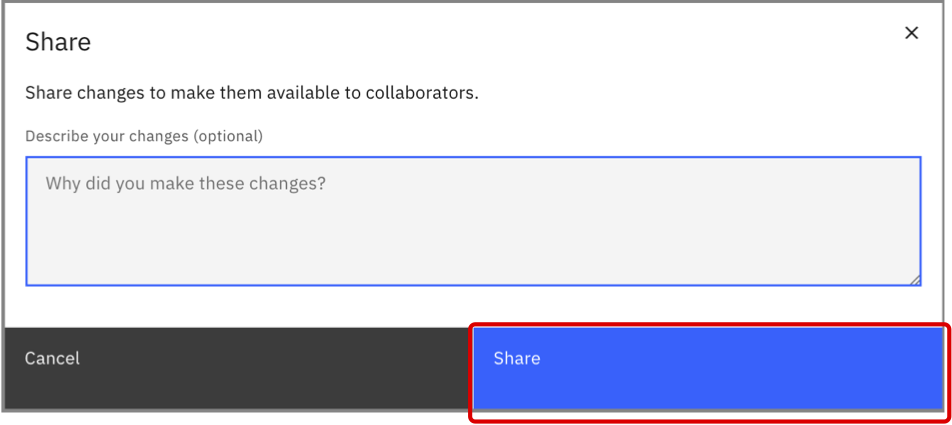 Share
Share changes to make them available to collaborators.
Describe your changes (optional)
Why did you make these changes?
Cancel
Share